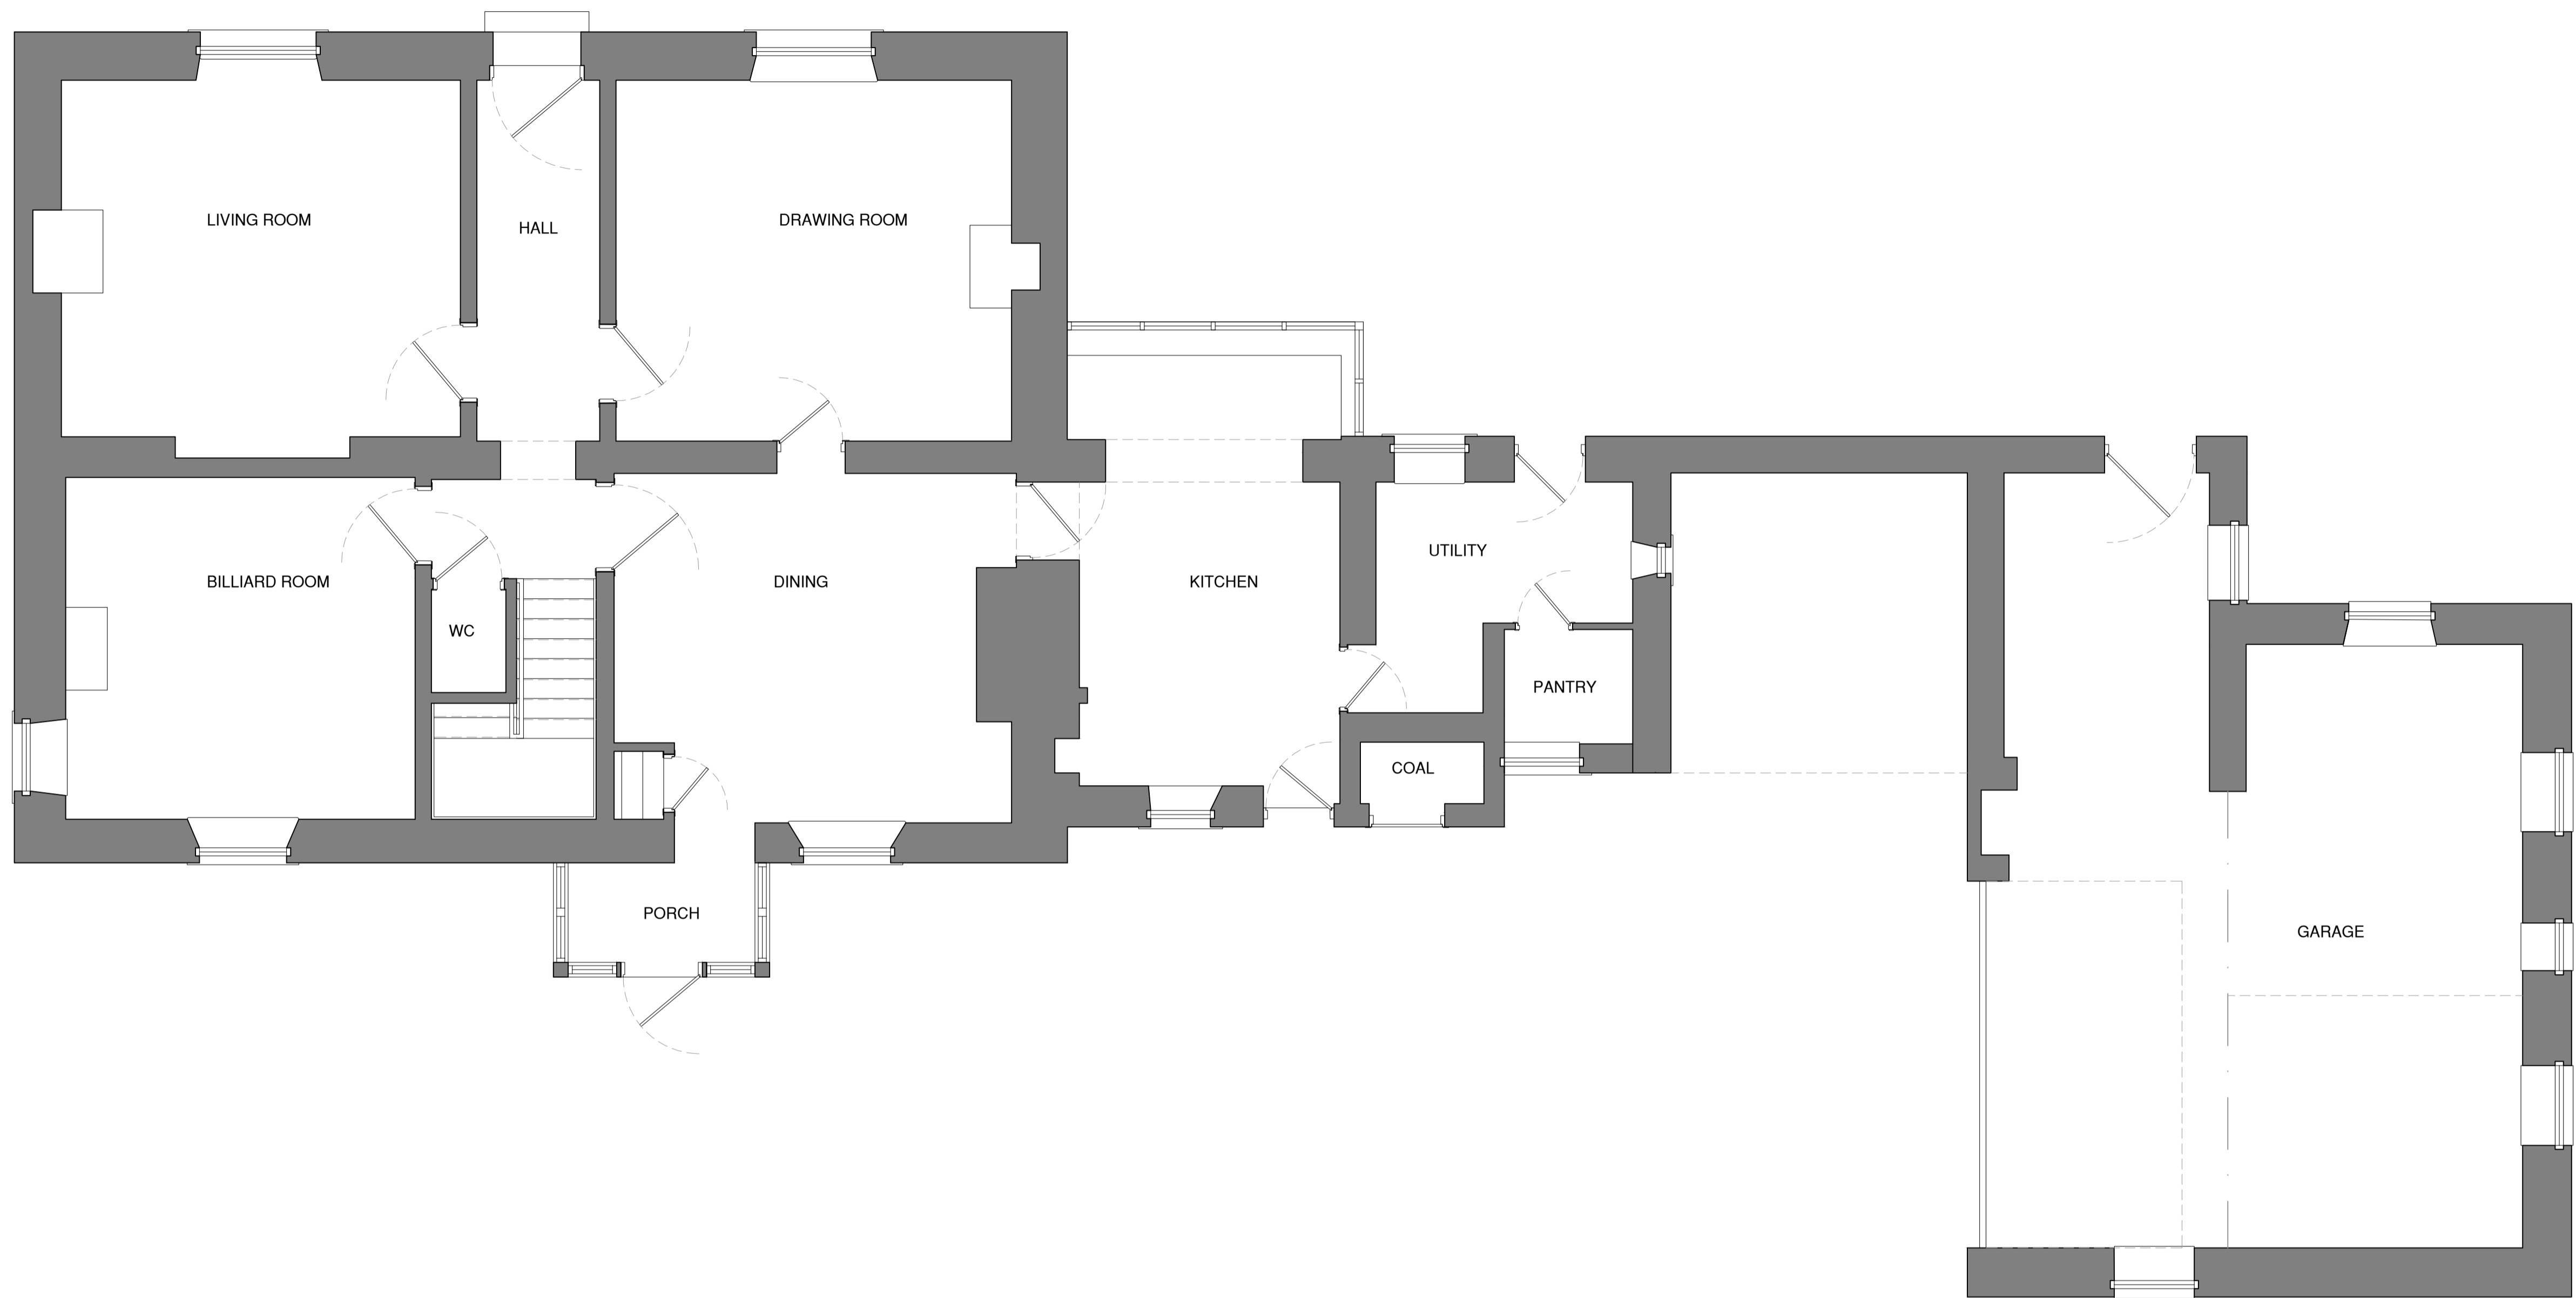 LIVING ROOM
HALL
DRAWING ROOM
BILLIARD ROOM
WC
DINING
KITCHEN
UTILITY
PANTRY
COAL
PORCH
GARAGE